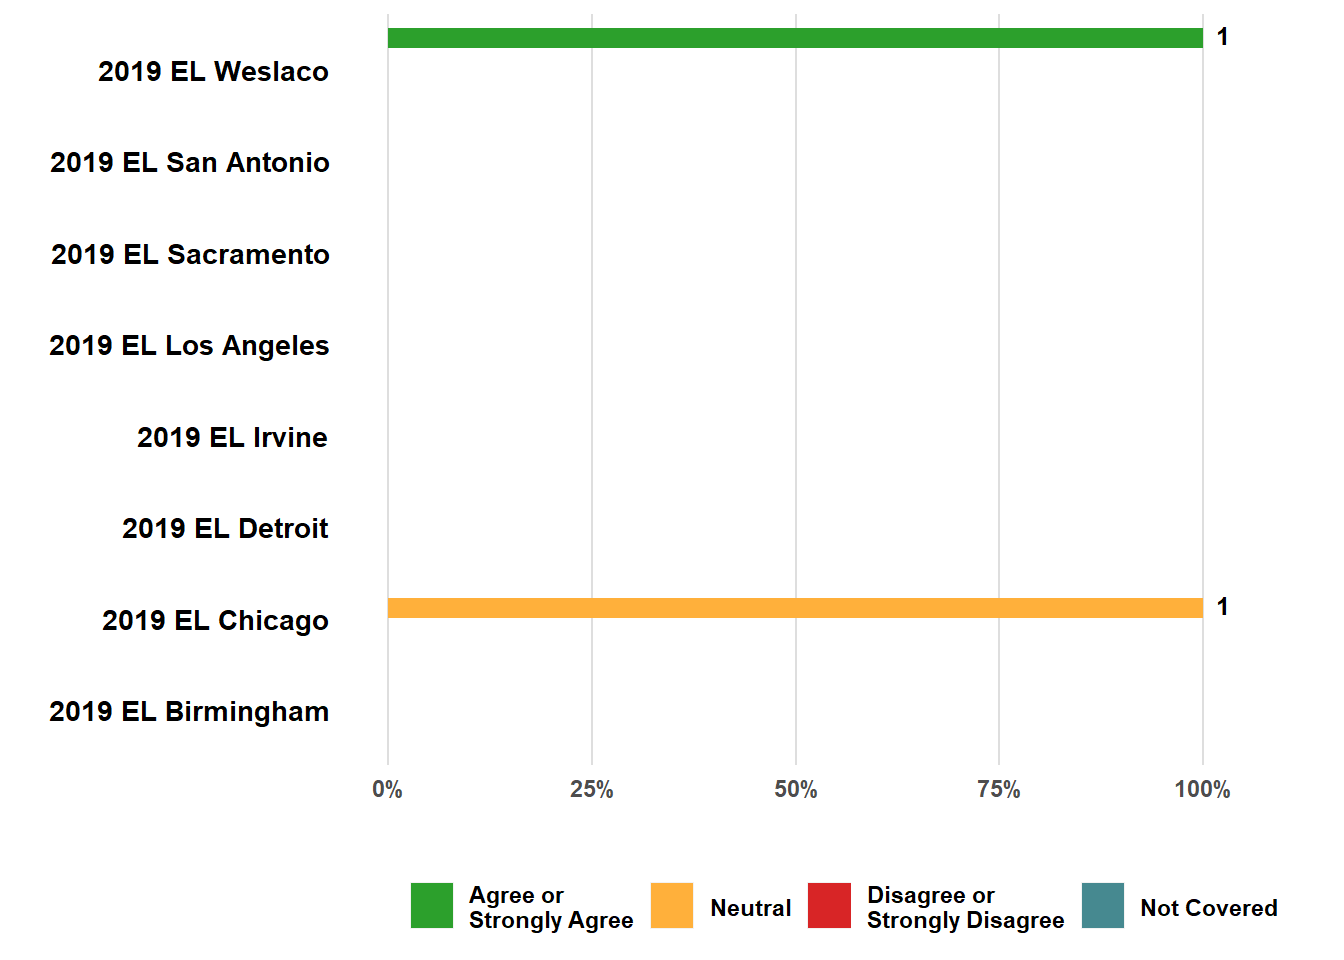 1
2019 EL Weslaco
2019 EL San Antonio
2019 EL Sacramento
2019 EL Los Angeles
2019 EL Irvine
2019 EL Detroit
1
2019 EL Chicago
2019 EL Birmingham
0% 25% 50% 75% 100%
Agree or
Strongly Agree
Neutral
Disagree or
Strongly Disagree
Not Covered